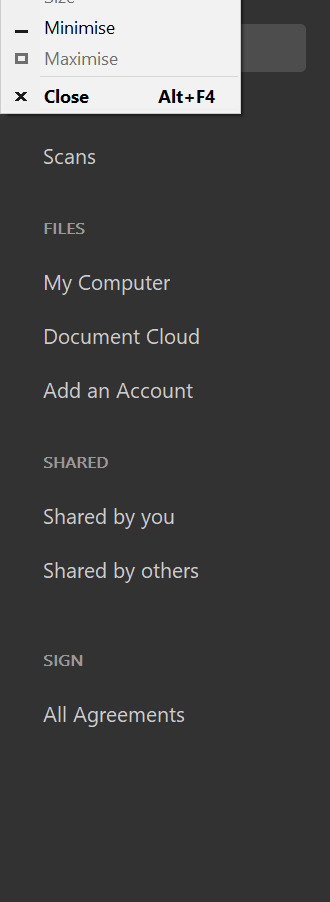 Size
Minimise
Maximise
Close Alt+F4
Scans
FILES
My Computer
Document Cloud
Add an Account
SHARED
Shared by you
Shared by others
SIGN
All Agreements